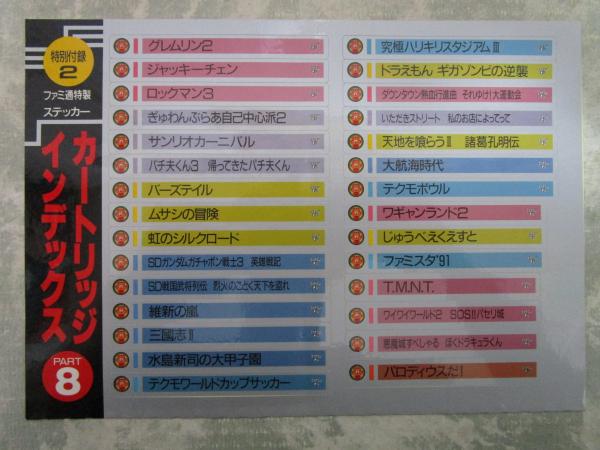 特別付録
2
ファミ通特製
ステッカー
カートリッジ
インデックス
PART
8
グレムリン2
ジャッキーチェン
ロックマン3
ぎゅわんぶらあ自己中心派2
サンリオカーニバル
パチ夫くん3 帰ってきたパチ夫くん
バーズテイル
ムサシの冒険
虹のシルクロード
SDガンダムガチャポン戦士3 英雄戦記
SD戦国武将列伝 烈火のごとく天下を盗れ
維新の嵐
三國志II
水島新司の大甲子園
テクモワールドカップサッカー
究極ハリキリスタジアムIII
ドラえもん ギガゾンビの逆襲
ダウンタウン熱血行進曲 それゆけ!大運動会
いただきストリート 私のお店によってって
天地を喰らうII 諸葛孔明伝
大航海時代
テクモボウル
ワギャンランド2
じゅうべえくえすと
ファミスタ'91
T.M.N.T.
ワイワイワールド2 SOS!!パセリ城
悪魔城すぺしゃる ぼくドラキュラくん
パロディウスだ!